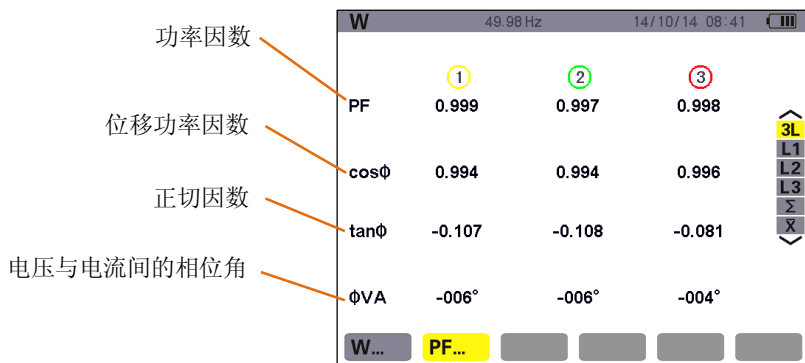 W 49.98 Hz 14/10/14 08:41
功率因数
1 2 3
PF 0.999 0.997 0.998
位移功率因数
cosϕ 0.994 0.994 0.996
正切因数
tanϕ -0.107 -0.108 -0.081
电压与电流间的相位角
ϕVA -006° -006° -004°
3L
L1
L2
L3
Σ
X̄
W... PF...